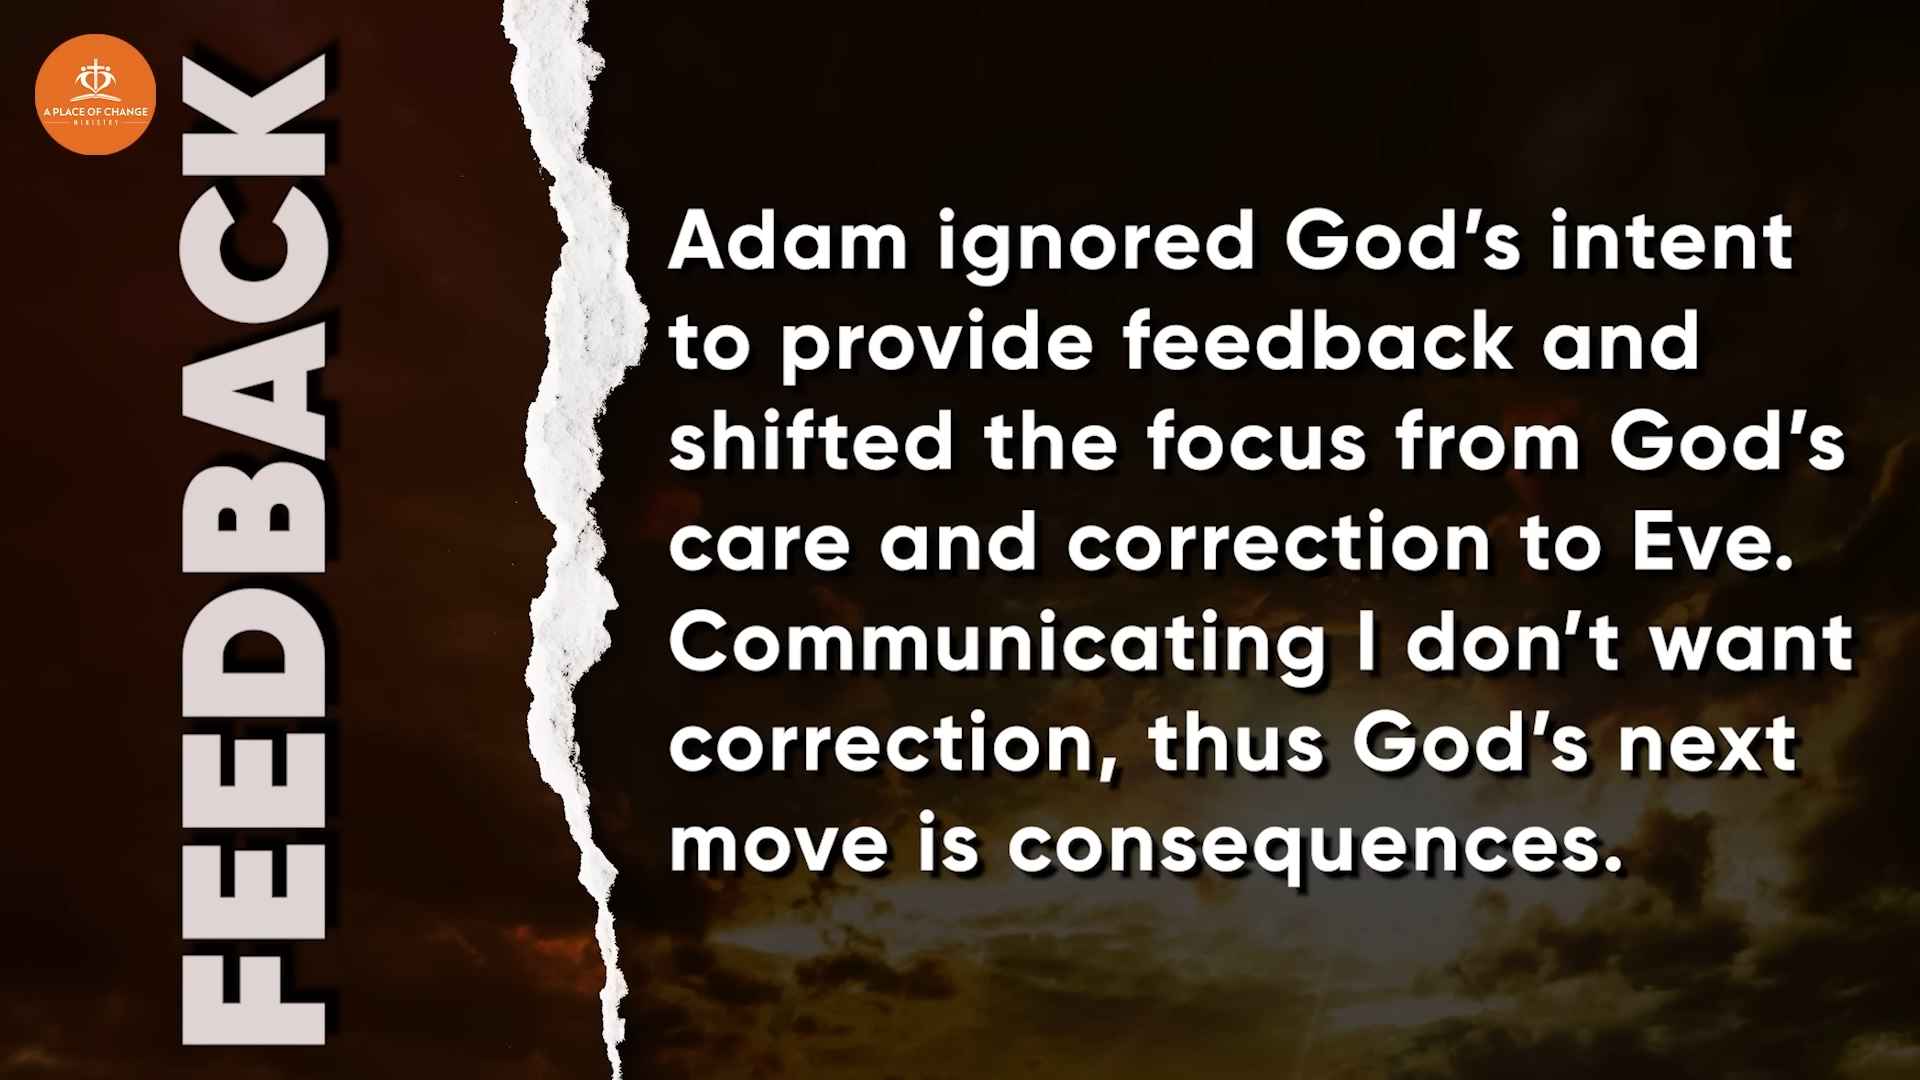 A PLACE OF CHANGE
MINISTRY
FEEDBACK
Adam ignored God’s intent
to provide feedback and
shifted the focus from God’s
care and correction to Eve.
Communicating I don’t want
correction, thus God’s next
move is consequences.